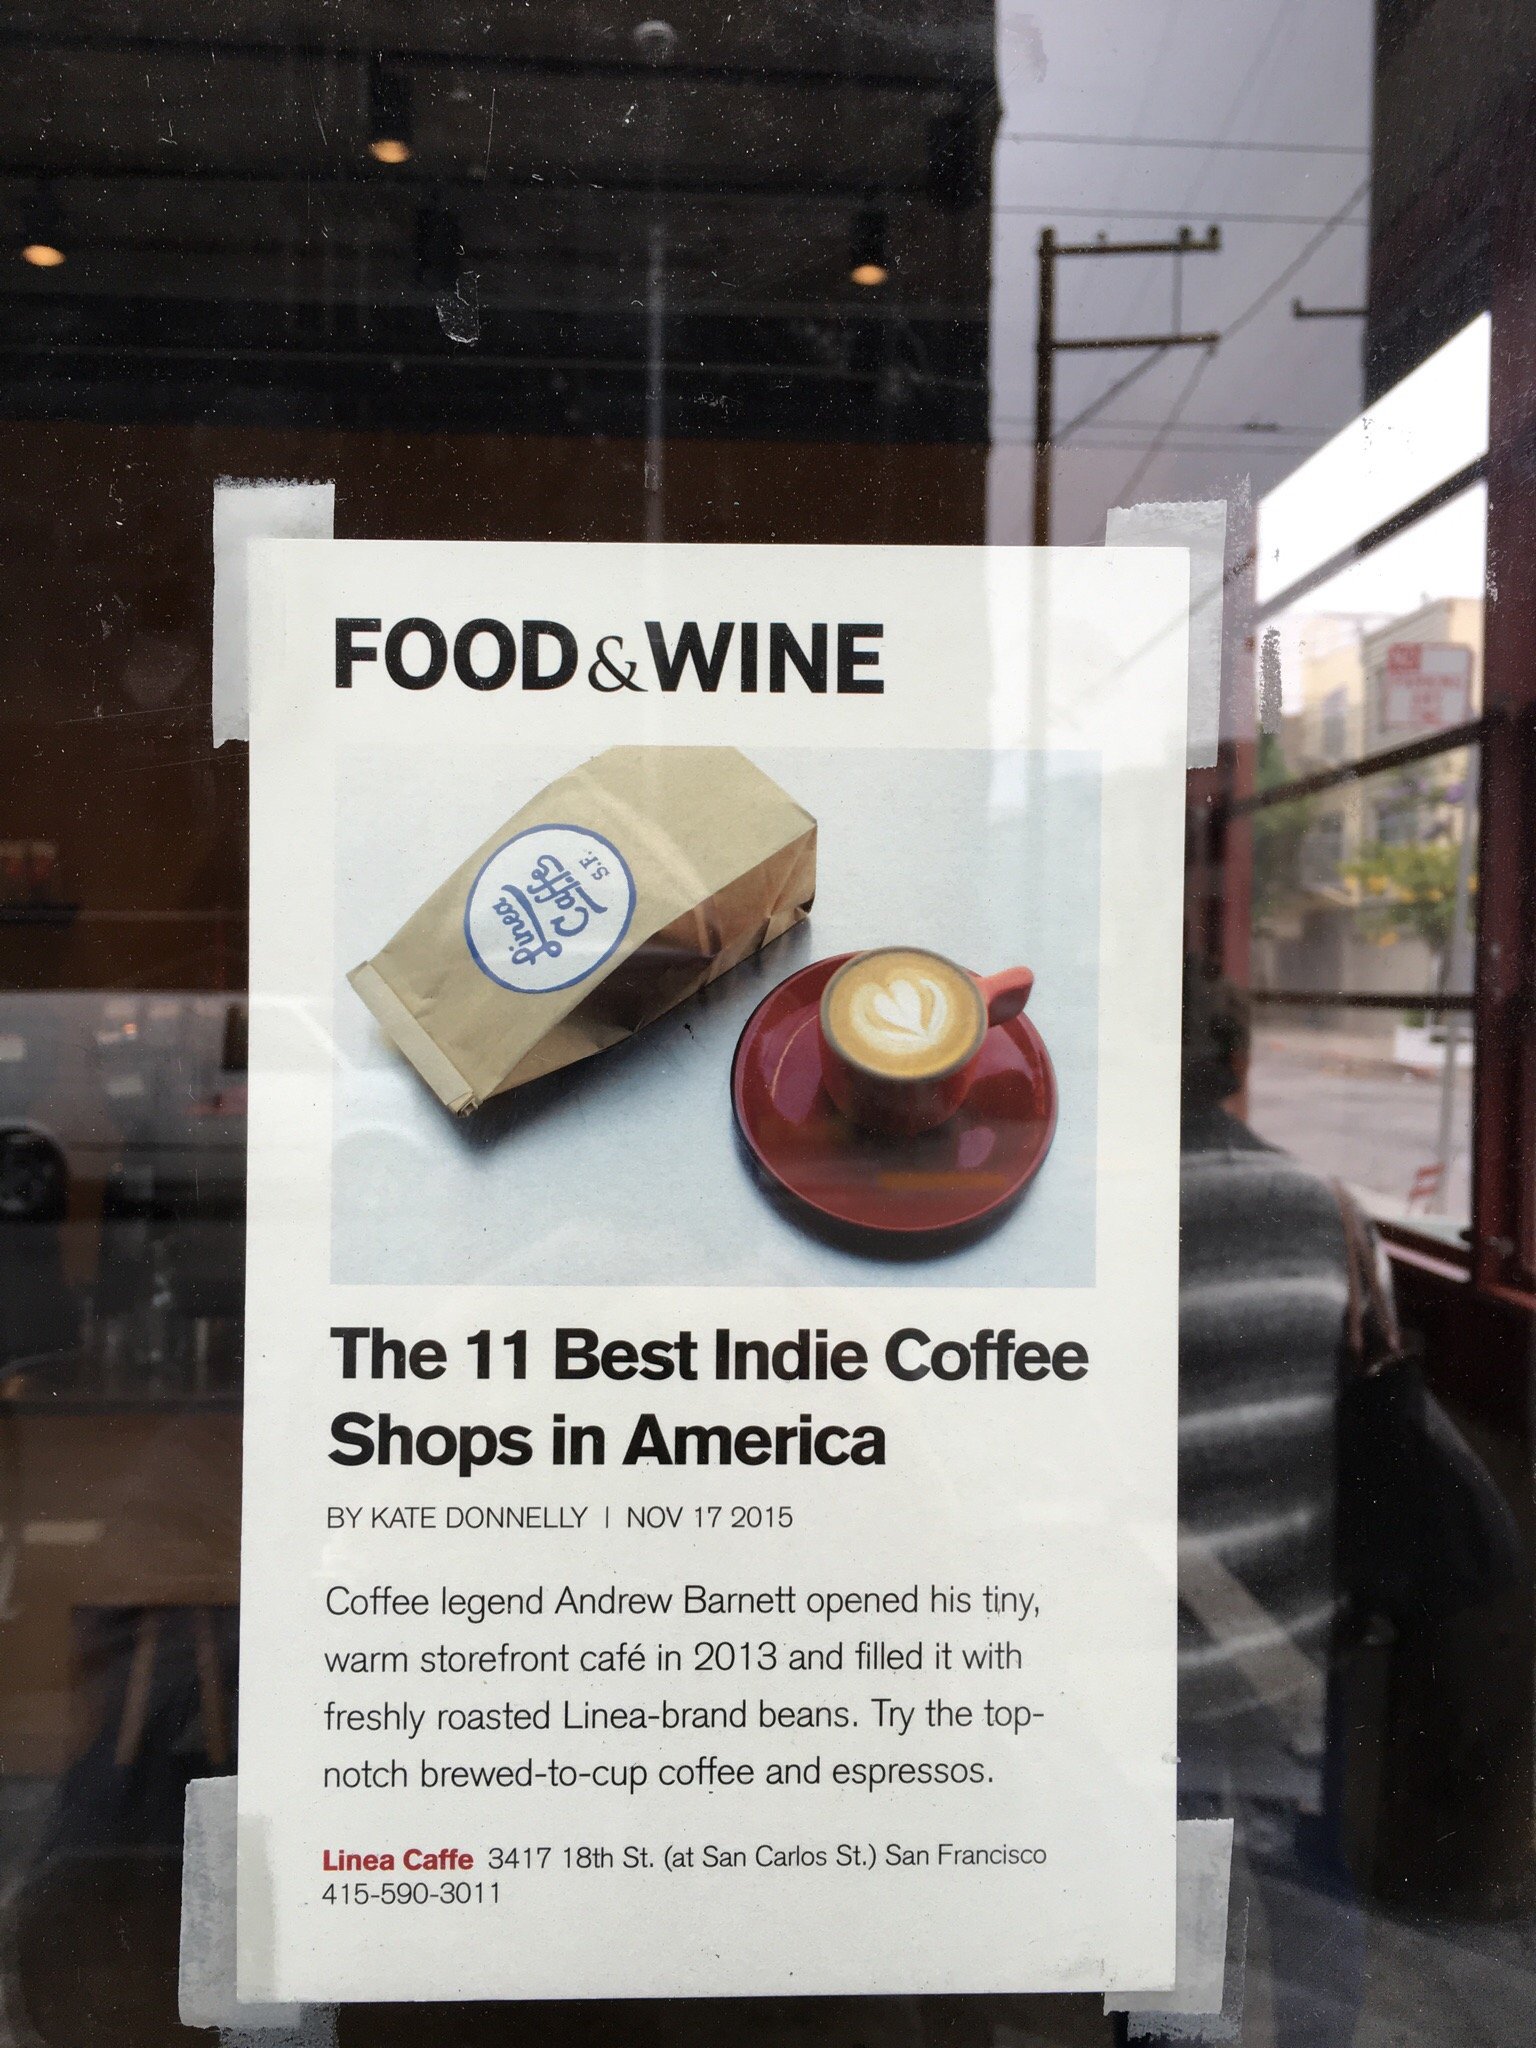 FOOD&WINE
Linea
Caffe
S.F.
The 11 Best Indie Coffee
Shops in America
BY KATE DONNELLY | NOV 17 2015
Coffee legend Andrew Barnett opened his tiny,
warm storefront café in 2013 and filled it with
freshly roasted Linea-brand beans. Try the top-
notch brewed-to-cup coffee and espressos.
Linea Caffe 3417 18th St. (at San Carlos St.) San Francisco
415-590-3011